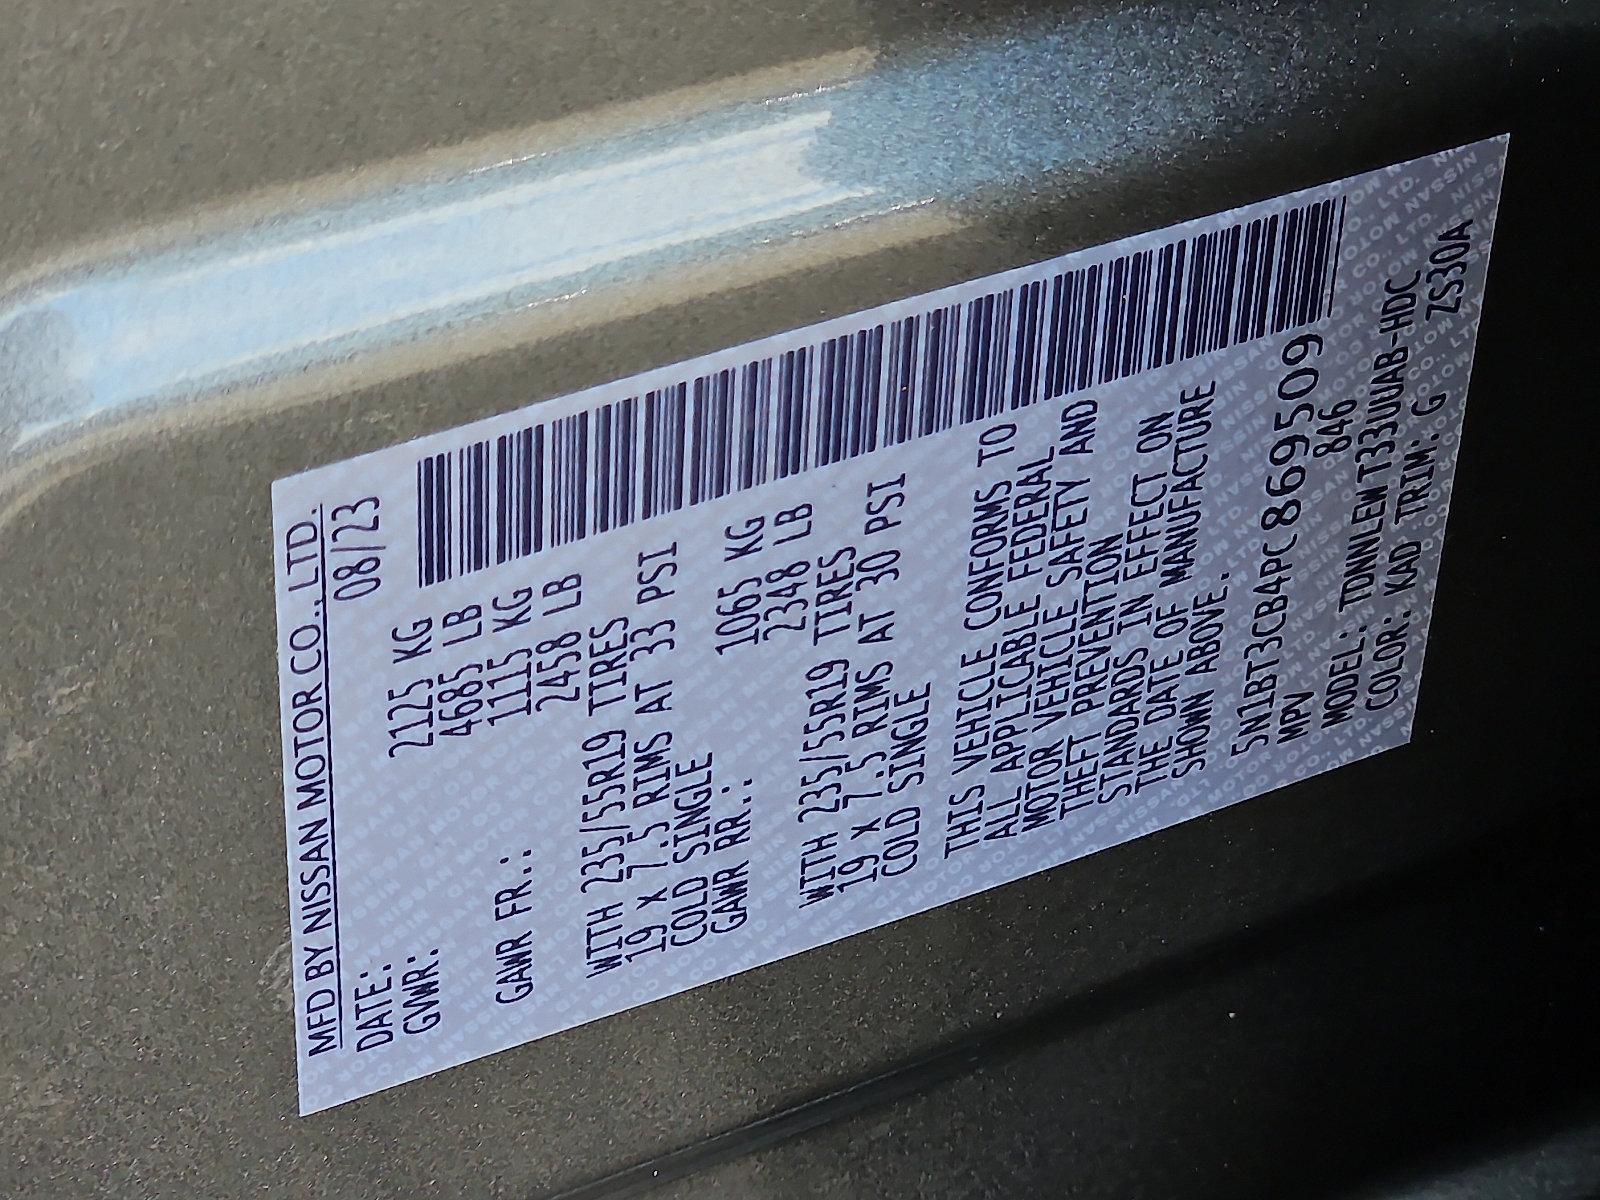 MFD BY NISSAN MOTOR CO., LTD.
DATE: 08/23
GVWR: 2125 KG
4685 LB
GAWR FR.: 1115 KG
2458 LB
WITH 235/55R19 TIRES
19 x 7.5 RIMS AT 33 PSI
COLD SINGLE
GAWR RR.: 1065 KG
2348 LB
WITH 235/55R19 TIRES
19 x 7.5 RIMS AT 30 PSI
COLD SINGLE
THIS VEHICLE CONFORMS TO
ALL APPLICABLE FEDERAL
MOTOR VEHICLE SAFETY AND
THEFT PREVENTION
STANDARDS IN EFFECT ON
THE DATE OF MANUFACTURE
SHOWN ABOVE.
5N1BT3CB4PC869509
MPV 846
MODEL: TDNNLEWT33UUAB-HDC
COLOR: KAD TRIM: G ZS30A